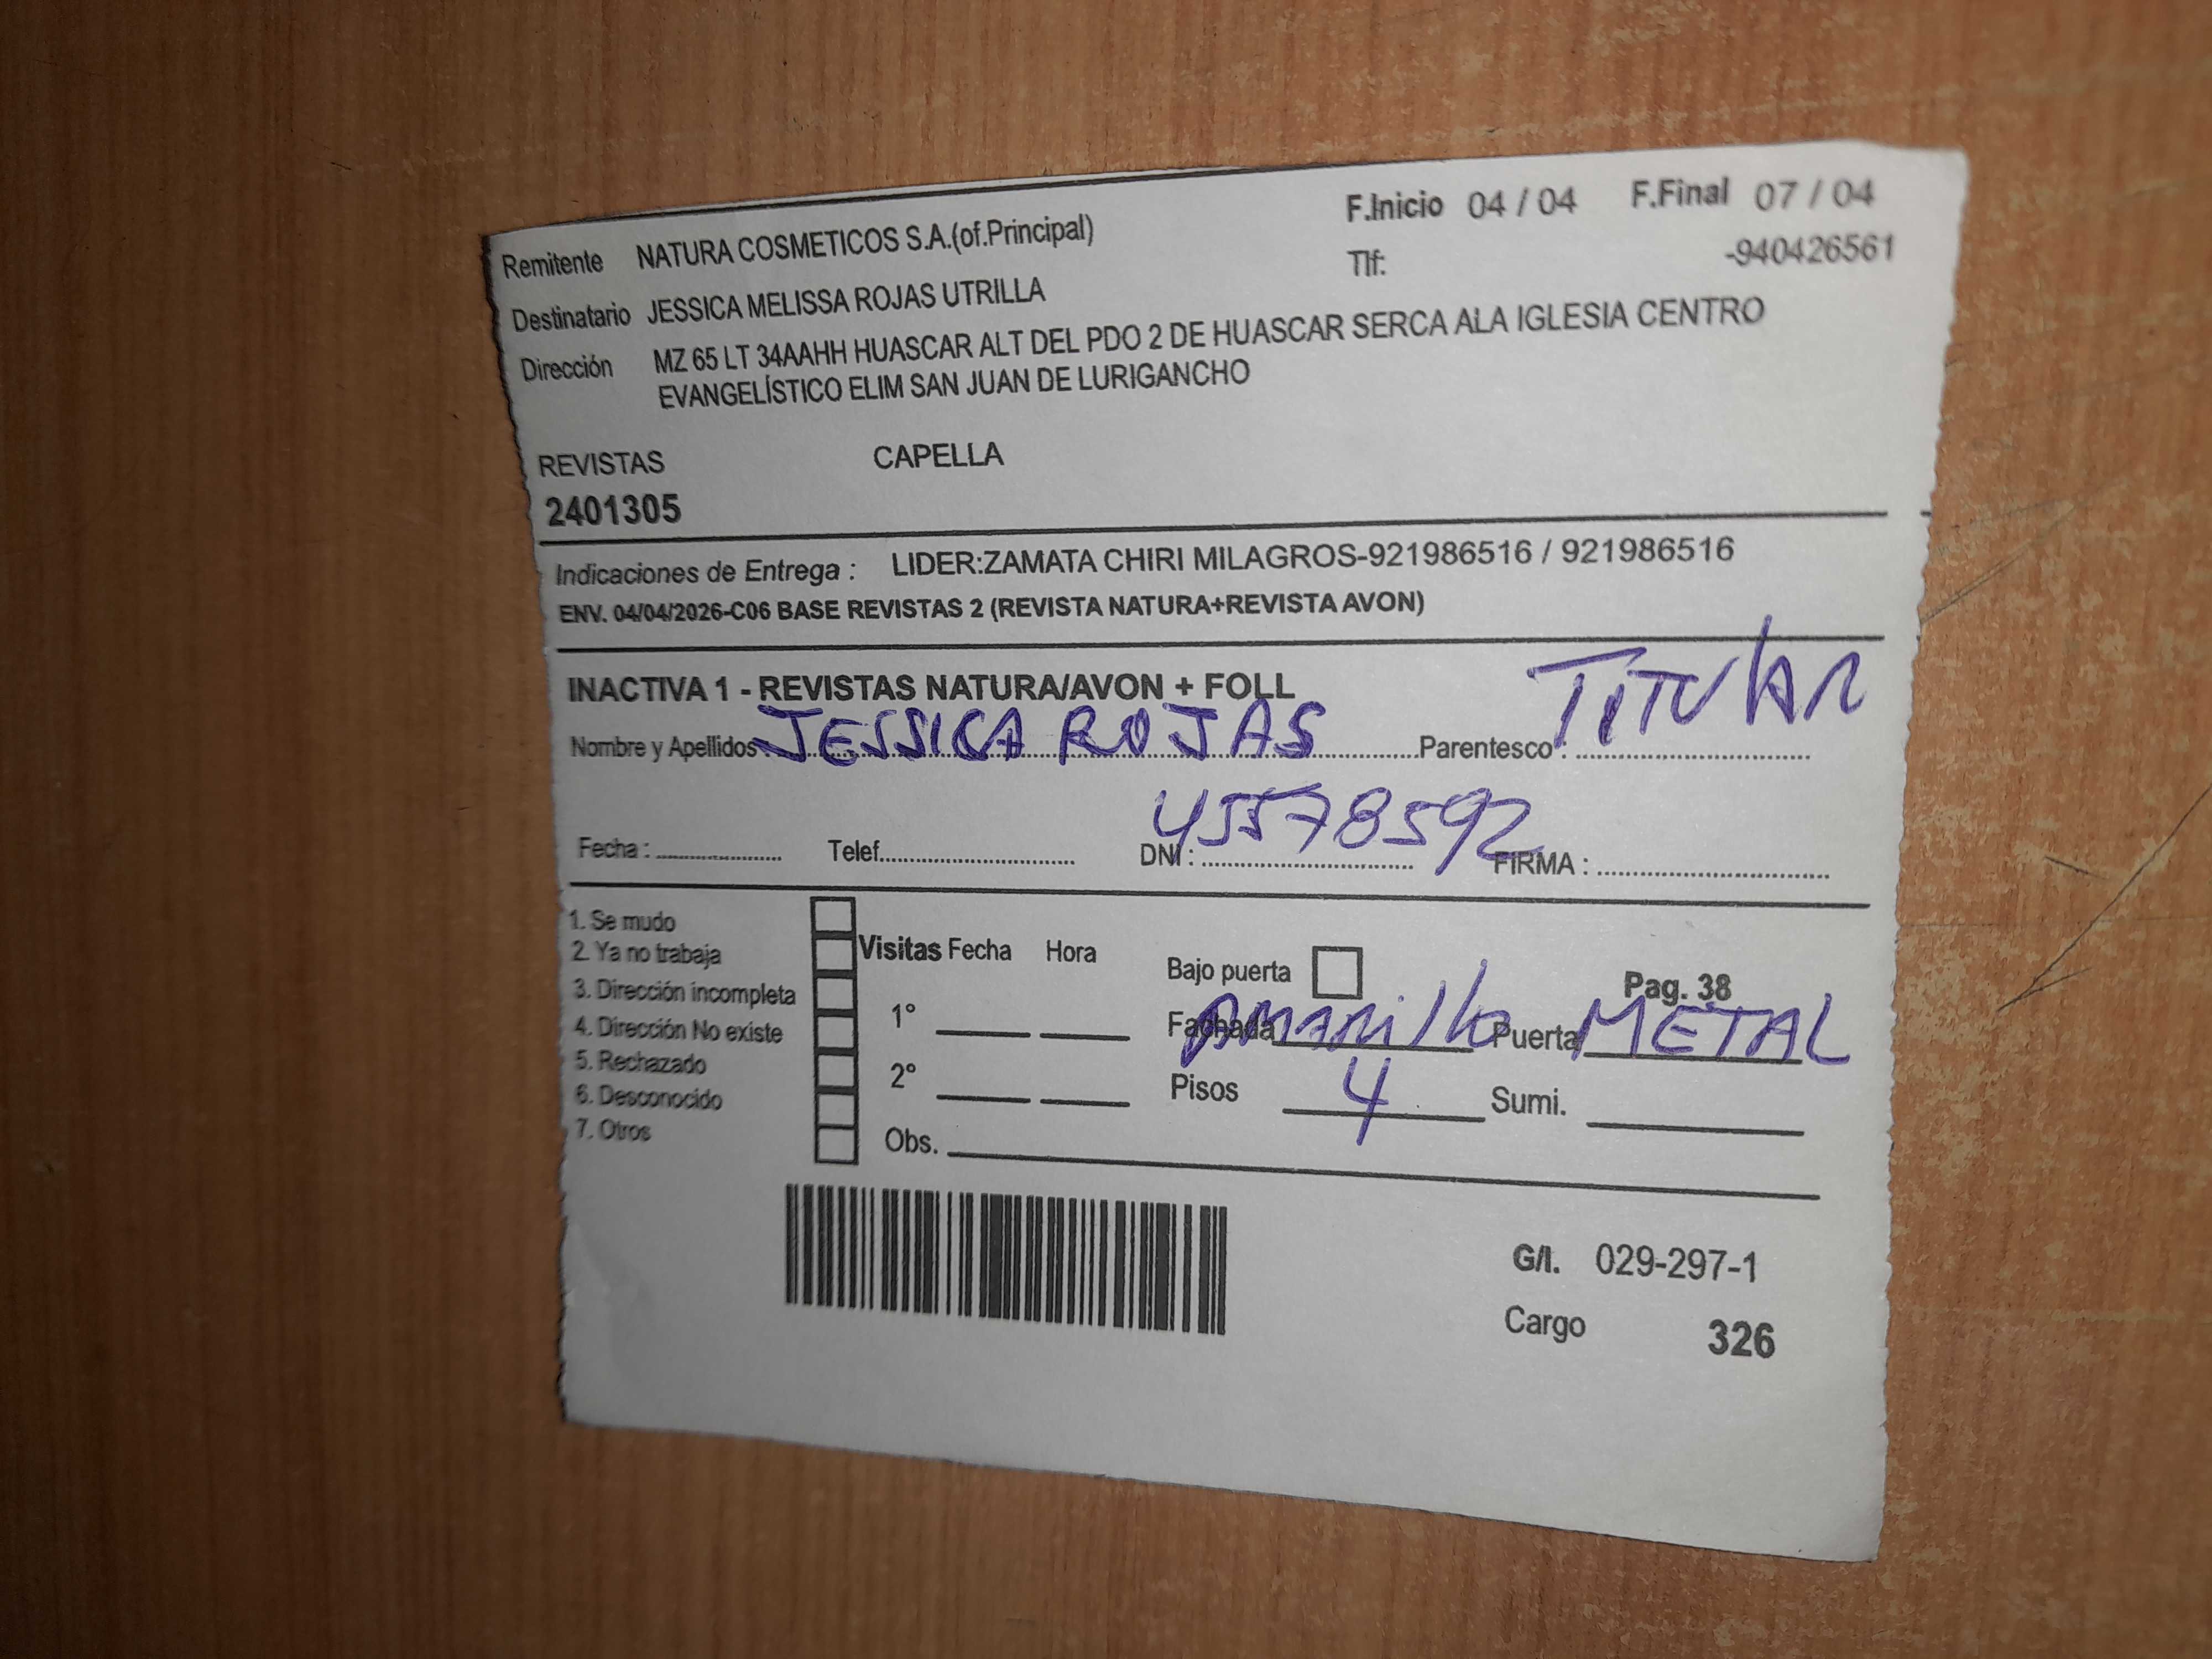 F.Inicio 04 / 04 F.Final 07 / 04
Remitente NATURA COSMETICOS S.A.(of.Principal)
Tlf: -940426561
Destinatario JESSICA MELISSA ROJAS UTRILLA
Dirección MZ 65 LT 34AAHH HUASCAR ALT DEL PDO 2 DE HUASCAR SERCA ALA IGLESIA CENTRO
EVANGELÍSTICO ELIM SAN JUAN DE LURIGANCHO
REVISTAS CAPELLA
2401305
Indicaciones de Entrega : LIDER:ZAMATA CHIRI MILAGROS-921986516 / 921986516
ENV. 04/04/2026-C06 BASE REVISTAS 2 (REVISTA NATURA+REVISTA AVON)
INACTIVA 1 - REVISTAS NATURA/AVON + FOLL
Nombre y Apellidos : JESSICA ROJAS Parentesco : TITULAR
Fecha : Telef. DNI : 45578592 FIRMA :
1. Se mudo
2. Ya no trabaja
3. Dirección incompleta
4. Dirección No existe
5. Rechazado
6. Desconocido
7. Otros
Visitas Fecha Hora
1°
2°
Obs.
Bajo puerta Pag. 38
Fachada AMARillo Puerta METAL
Pisos 4 Sumi.
G/I. 029-297-1
Cargo 326